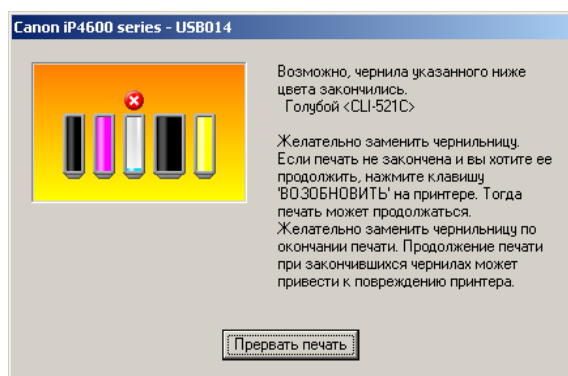 Canon iP4600 series - USB014
Возможно, чернила указанного ниже
цвета закончились.
Голубой <CLI-521C>
Желательно заменить чернильницу.
Если печать не закончена и вы хотите ее
продолжить, нажмите клавишу
'ВОЗОБНОВИТЬ' на принтере. Тогда
печать может продолжаться.
Желательно заменить чернильницу по
окончании печати. Продолжение печати
при закончившихся чернилах может
привести к повреждению принтера.
Прервать печать